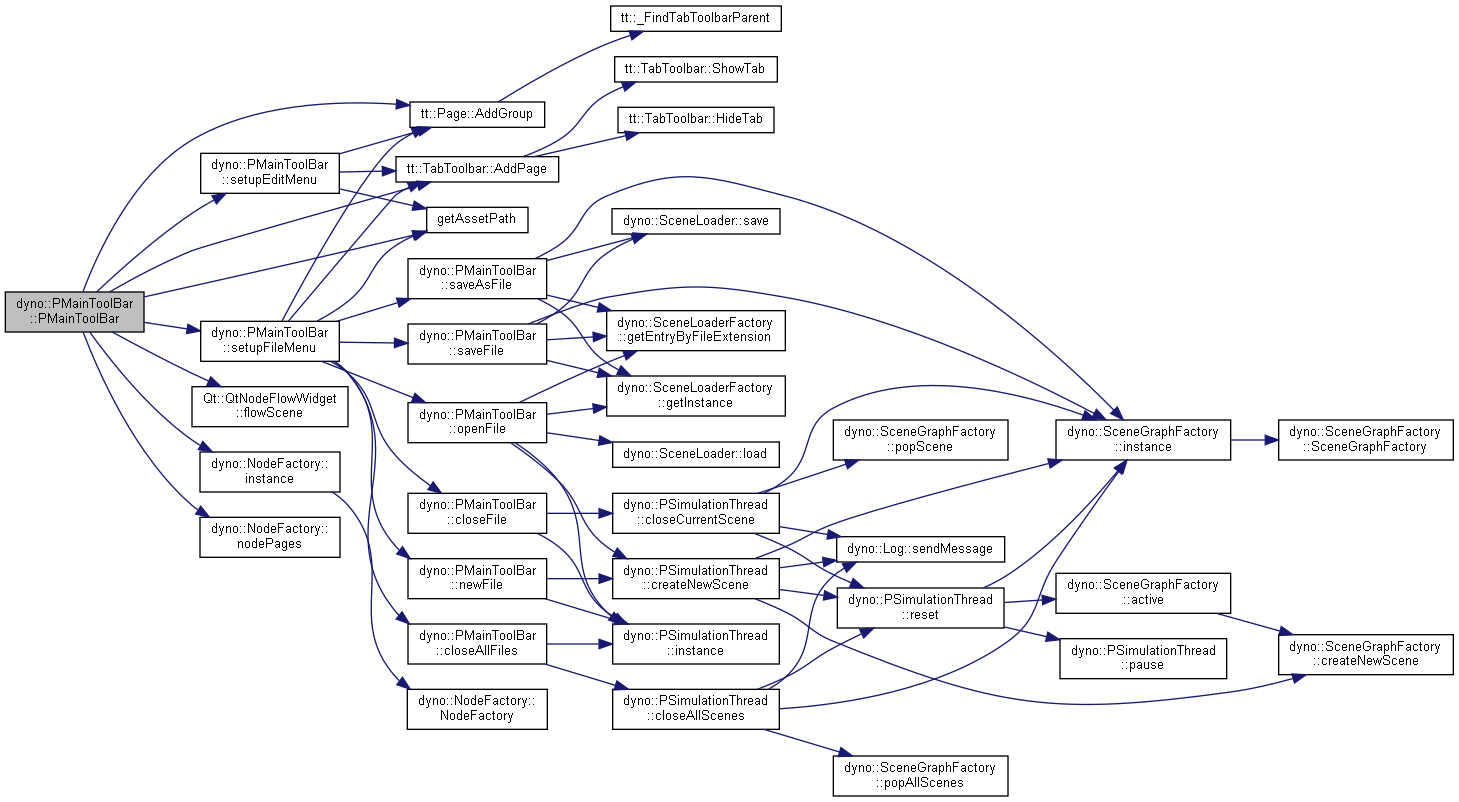 dyno::PMainToolBar
::PMainToolBar
dyno::PMainToolBar
::setupEditMenu
dyno::PMainToolBar
::setupFileMenu
Qt::QtNodeFlowWidget
::flowScene
dyno::NodeFactory::
instance
dyno::NodeFactory::
nodePages
tt::Page::AddGroup
tt::TabToolbar::AddPage
getAssetPath
dyno::PMainToolBar
::saveAsFile
dyno::PMainToolBar
::saveFile
dyno::PMainToolBar
::openFile
dyno::PMainToolBar
::closeFile
dyno::PMainToolBar
::newFile
dyno::PMainToolBar
::closeAllFiles
dyno::NodeFactory::
NodeFactory
tt::_FindTabToolbarParent
tt::TabToolbar::ShowTab
tt::TabToolbar::HideTab
dyno::SceneLoader::save
dyno::SceneLoaderFactory
::getEntryByFileExtension
dyno::SceneLoaderFactory
::getInstance
dyno::SceneLoader::load
dyno::PSimulationThread
::closeCurrentScene
dyno::PSimulationThread
::createNewScene
dyno::PSimulationThread
::instance
dyno::PSimulationThread
::closeAllScenes
dyno::SceneGraphFactory
::popScene
dyno::Log::sendMessage
dyno::PSimulationThread
::reset
dyno::SceneGraphFactory
::popAllScenes
dyno::SceneGraphFactory
::instance
dyno::SceneGraphFactory
::active
dyno::PSimulationThread
::pause
dyno::SceneGraphFactory
::SceneGraphFactory
dyno::SceneGraphFactory
::createNewScene